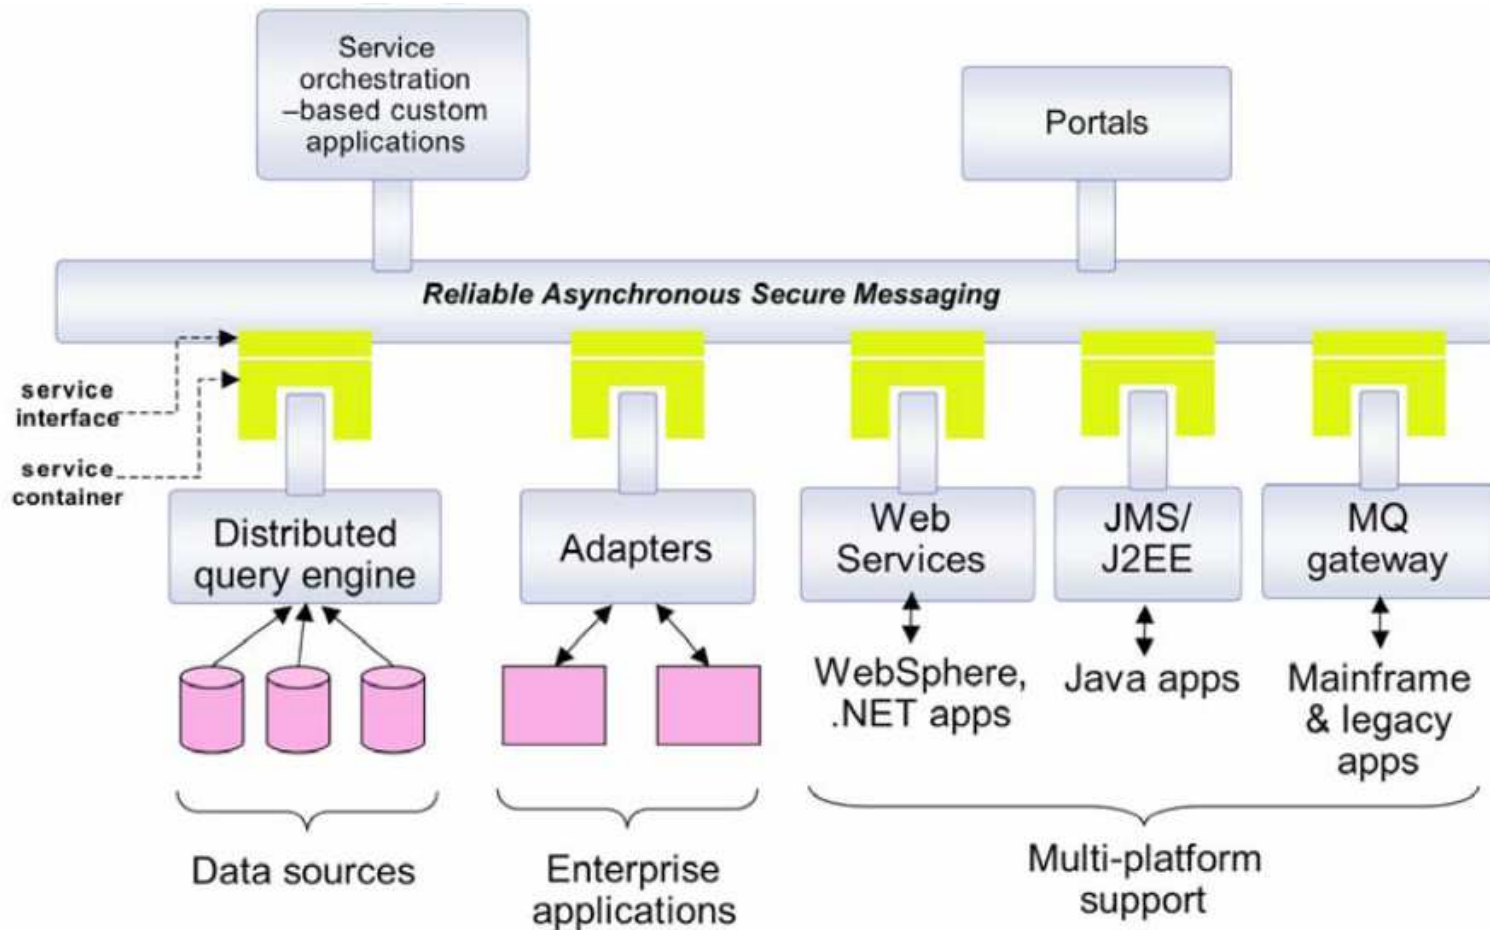 Service
orchestration
–based custom
applications
Portals
Reliable Asynchronous Secure Messaging
service
interface
service
container
Distributed
query engine
Adapters
Web
Services
JMS/
J2EE
MQ
gateway
WebSphere,
.NET apps
Java apps
Mainframe
& legacy
apps
Data sources
Enterprise
applications
Multi-platform
support